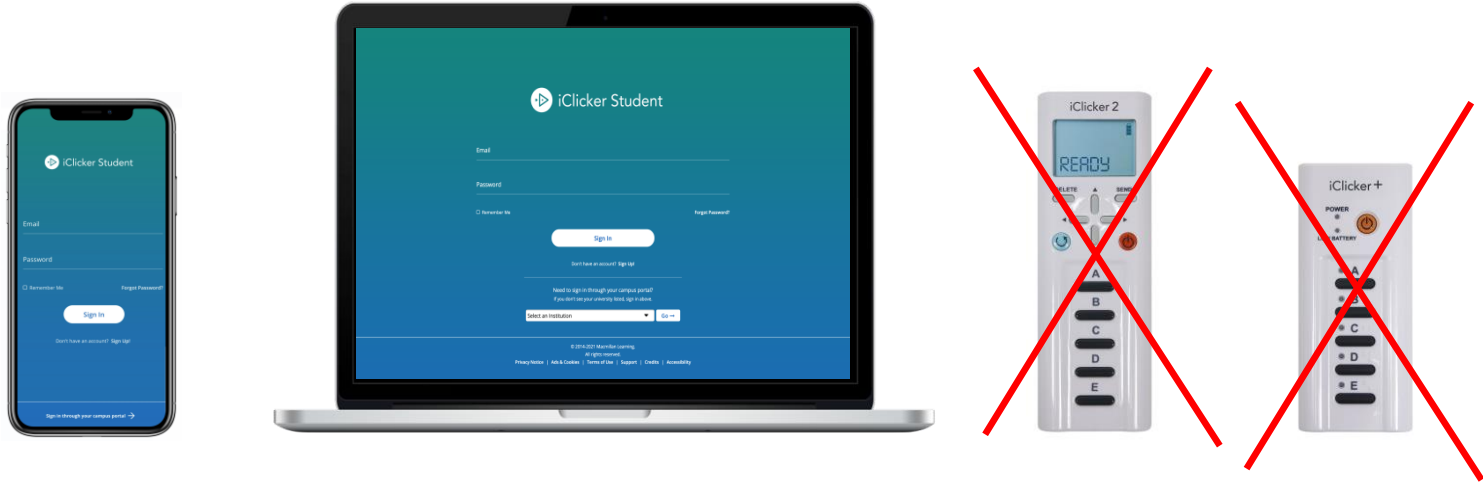 iClicker Student
Email
Password
Remember Me Forgot Password?
Sign In
Don't have an account? Sign Up!
Sign in through your campus portal →
iClicker Student
Email
Password
Remember Me Forgot Password?
Sign In
Don't have an account? Sign Up!
Need to sign in through your campus portal?
If you don't see your university listed, sign in above.
Select an Institution Go →
© 2014-2021 Macmillan Learning.
All rights reserved.
Privacy Notice | Ads & Cookies | Terms of Use | Support | Credits | Accessibility
iClicker 2
READY
DELETE SEND
A
B
C
D
E
iClicker+
POWER
LOW BATTERY
A
B
C
D
E